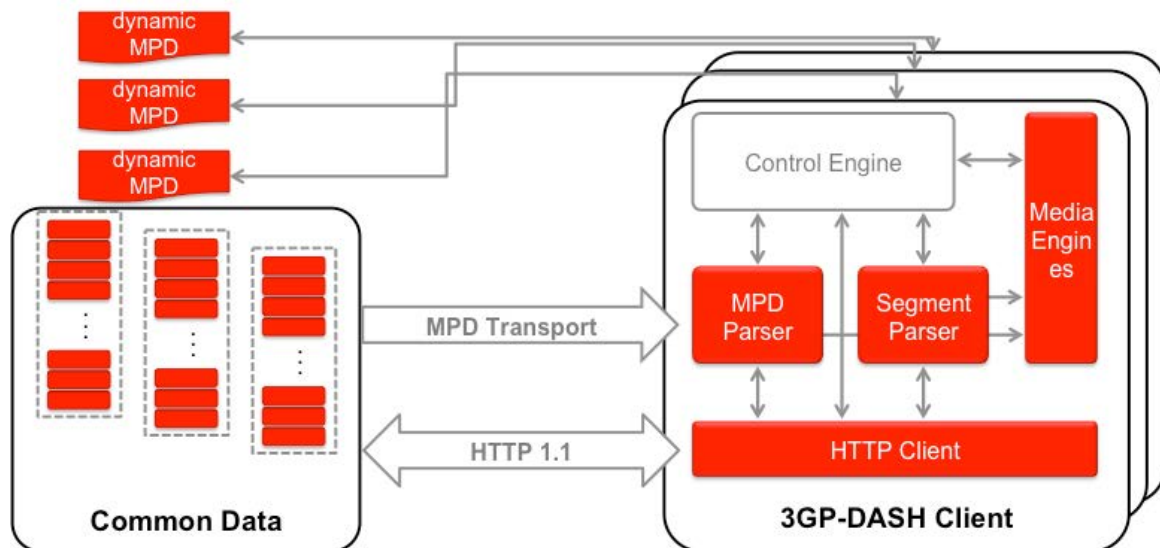 dynamic
MPD
dynamic
MPD
dynamic
MPD
Control Engine
Media
Engin
es
MPD
Parser
Segment
Parser
MPD Transport
HTTP 1.1
HTTP Client
Common Data
3GP-DASH Client